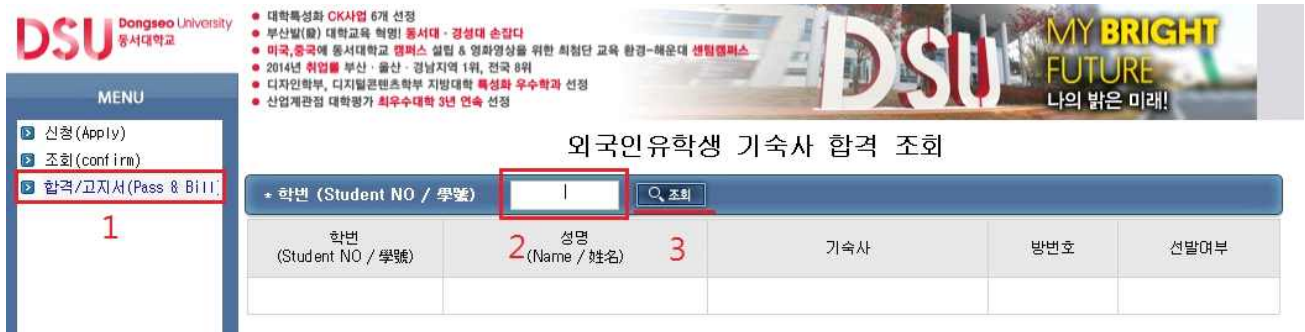 DSU Dongseo University
동서대학교
● 대학특성화 CK사업 6개 선정
● 부산발(發) 대학교육 혁명! 동서대 · 경성대 손잡다
● 미국,중국에 동서대학교 캠퍼스 설립 & 영화영상을 위한 최첨단 교육 환경-해운대 센텀캠퍼스
● 2014년 취업률 부산 · 울산 · 경남지역 1위, 전국 8위
● 디자인학부, 디지털콘텐츠학부 지방대학 특성화 우수학과 선정
● 산업계관점 대학평가 최우수대학 3년 연속 선정
DSU
MY BRIGHT
FUTURE
나의 밝은 미래!
MENU
신청(Apply)
조회(confirm)
합격/고지서(Pass & Bill)
1
외국인유학생 기숙사 합격 조회
* 학번 (Student NO / 學號)
조회
2
3
학번
(Student NO / 學號)
성명
(Name / 姓名)
기숙사
방번호
선발여부